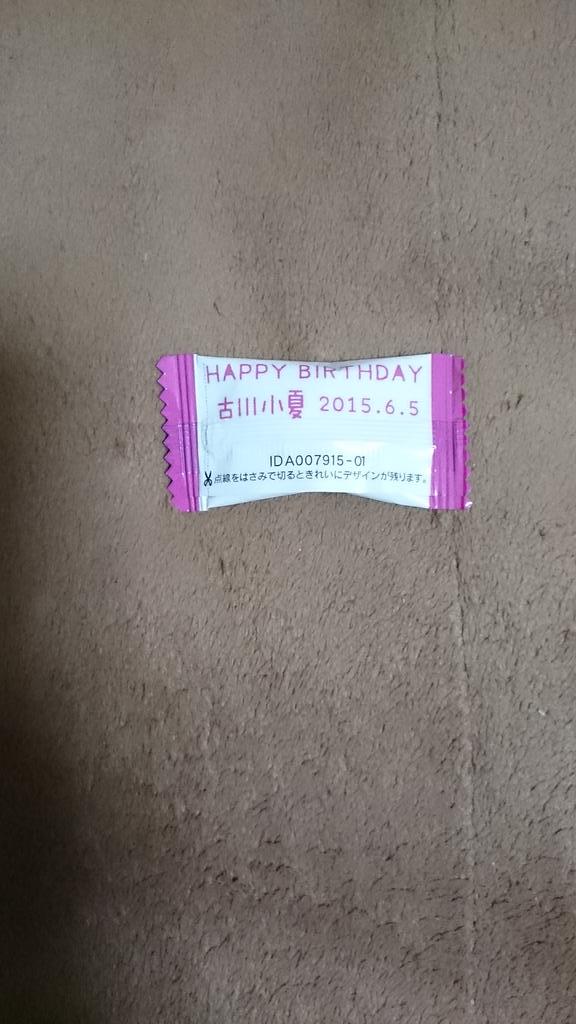 HAPPY BIRTHDAY
古川小夏 2015.6.5
IDA007915-01
点線をはさみで切るときれいにデザインが残ります。